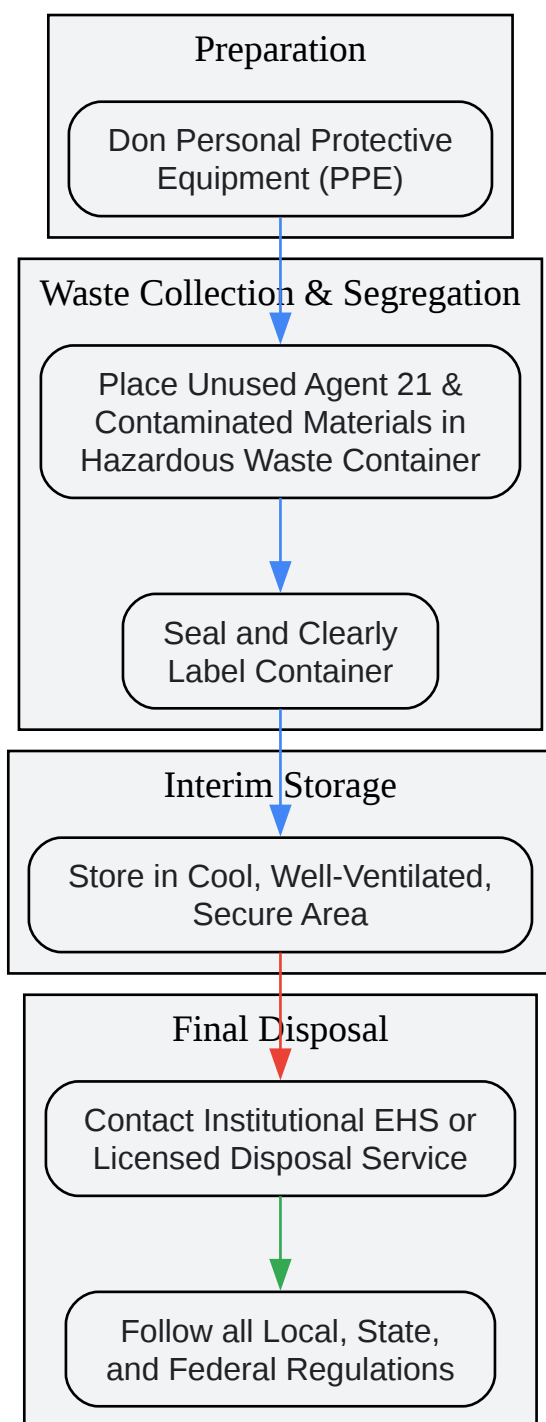 Preparation
Don Personal Protective
Equipment (PPE)
Waste Collection & Segregation
Place Unused Agent 21 &
Contaminated Materials in
Hazardous Waste Container
Seal and Clearly
Label Container
Interim Storage
Store in Cool, Well-Ventilated,
Secure Area
Final Disposal
Contact Institutional EHS or
Licensed Disposal Service
Follow all Local, State,
and Federal Regulations